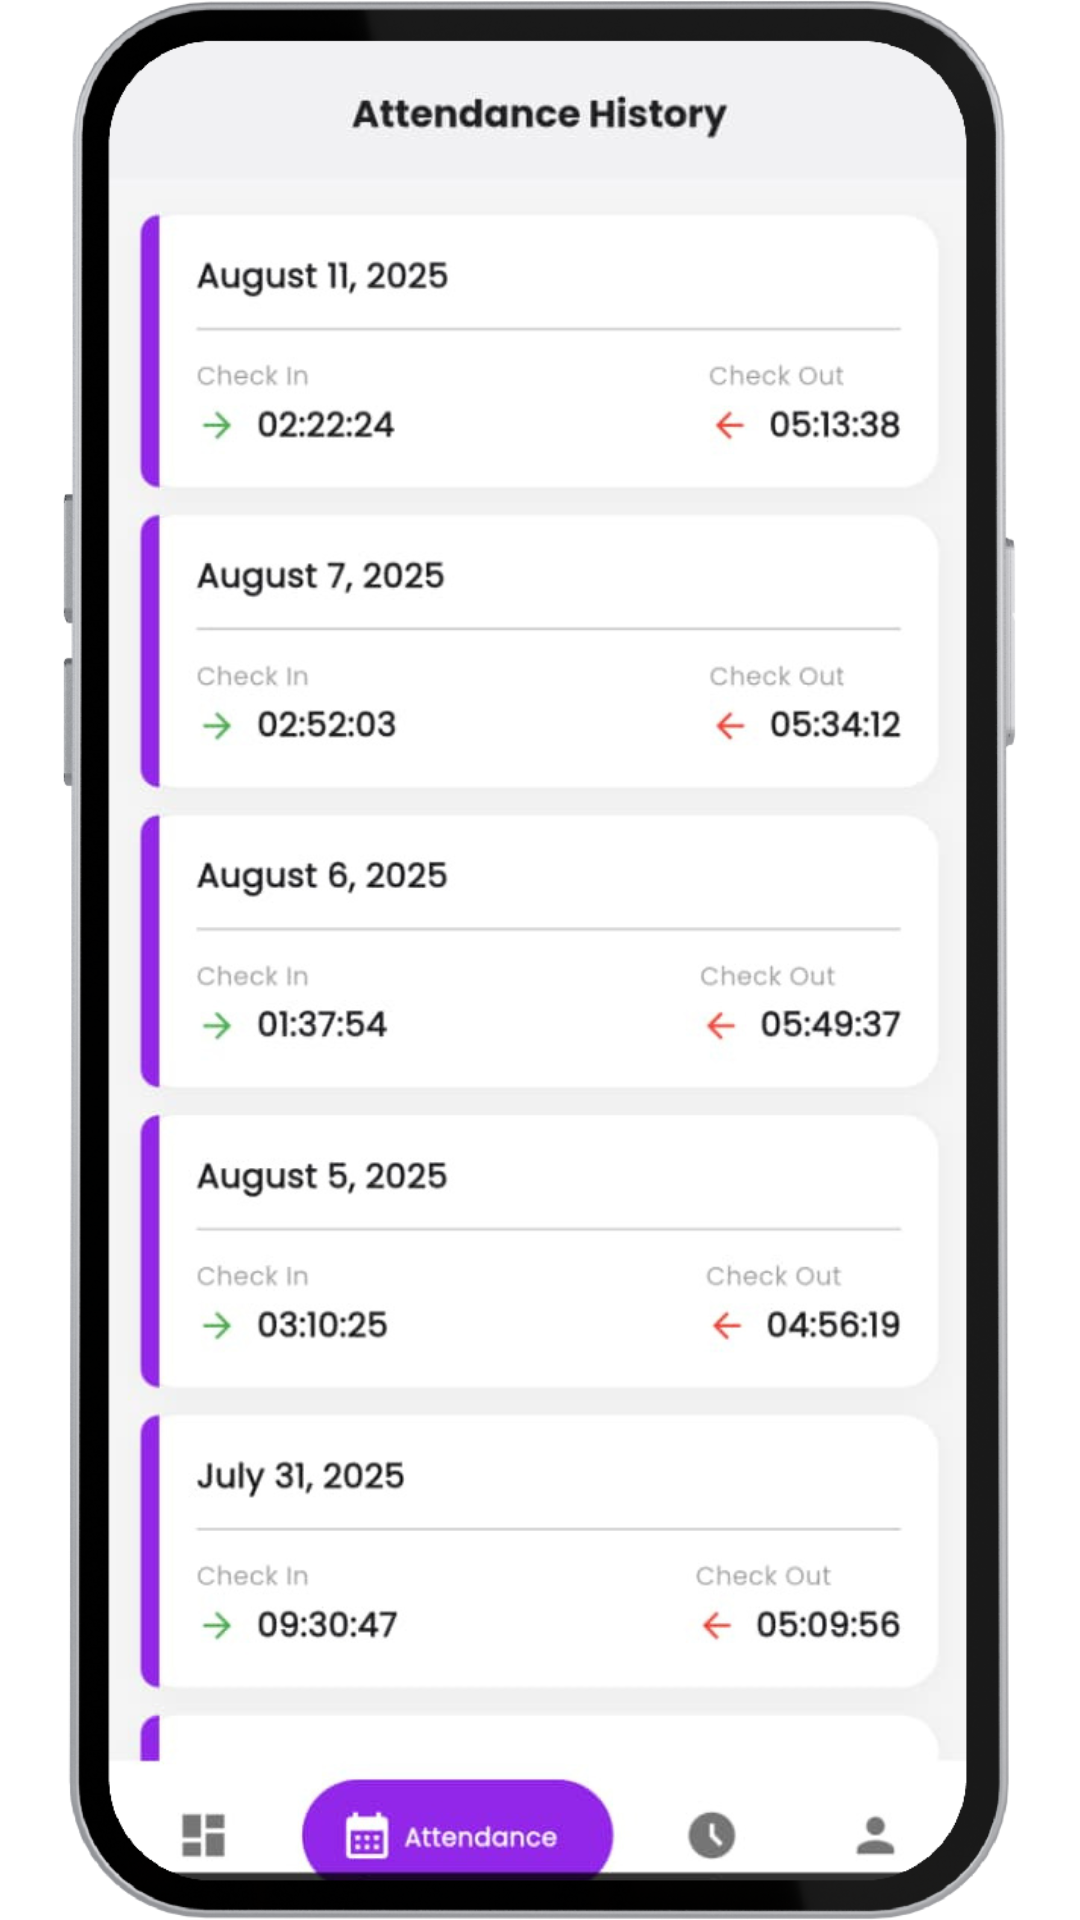 Attendance History
August 11, 2025
Check In Check Out
02:22:24 05:13:38
August 7, 2025
Check In Check Out
02:52:03 05:34:12
August 6, 2025
Check In Check Out
01:37:54 05:49:37
August 5, 2025
Check In Check Out
03:10:25 04:56:19
July 31, 2025
Check In Check Out
09:30:47 05:09:56
Attendance